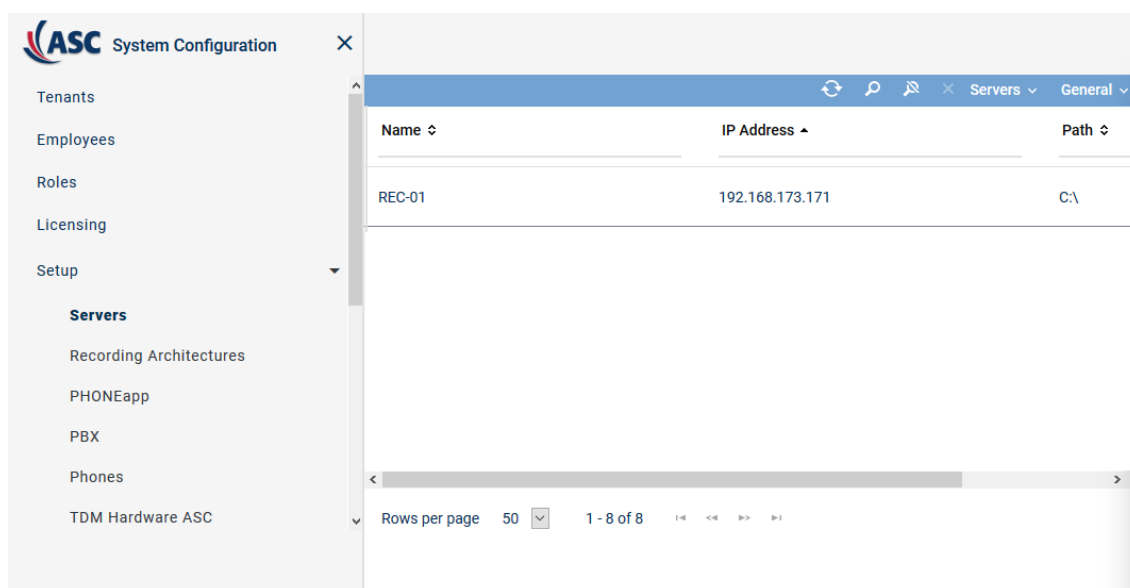 ASC System Configuration
Tenants
Employees
Roles
Licensing
Setup
Servers
Recording Architectures
PHONEapp
PBX
Phones
TDM Hardware ASC
Servers General
Name IP Address Path
REC-01 192.168.173.171 C:\
Rows per page 50 1 - 8 of 8